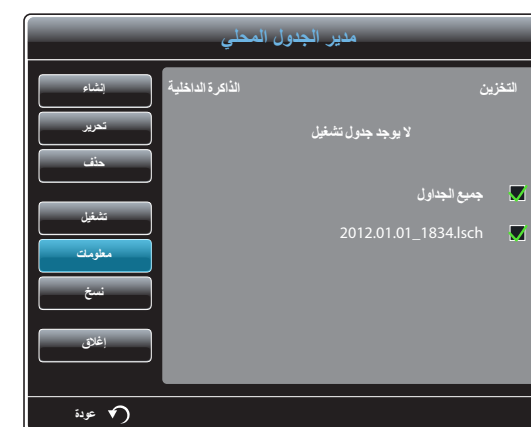 مدير الجدول المحلي
التخزين
الذاكرة الداخلية
لا يوجد جدول تشغيل
جميع الجداول
2012.01.01_1834.lsch
إنشاء
تحرير
حذف
تشغيل
معلومات
نسخ
إغلاق
عودة